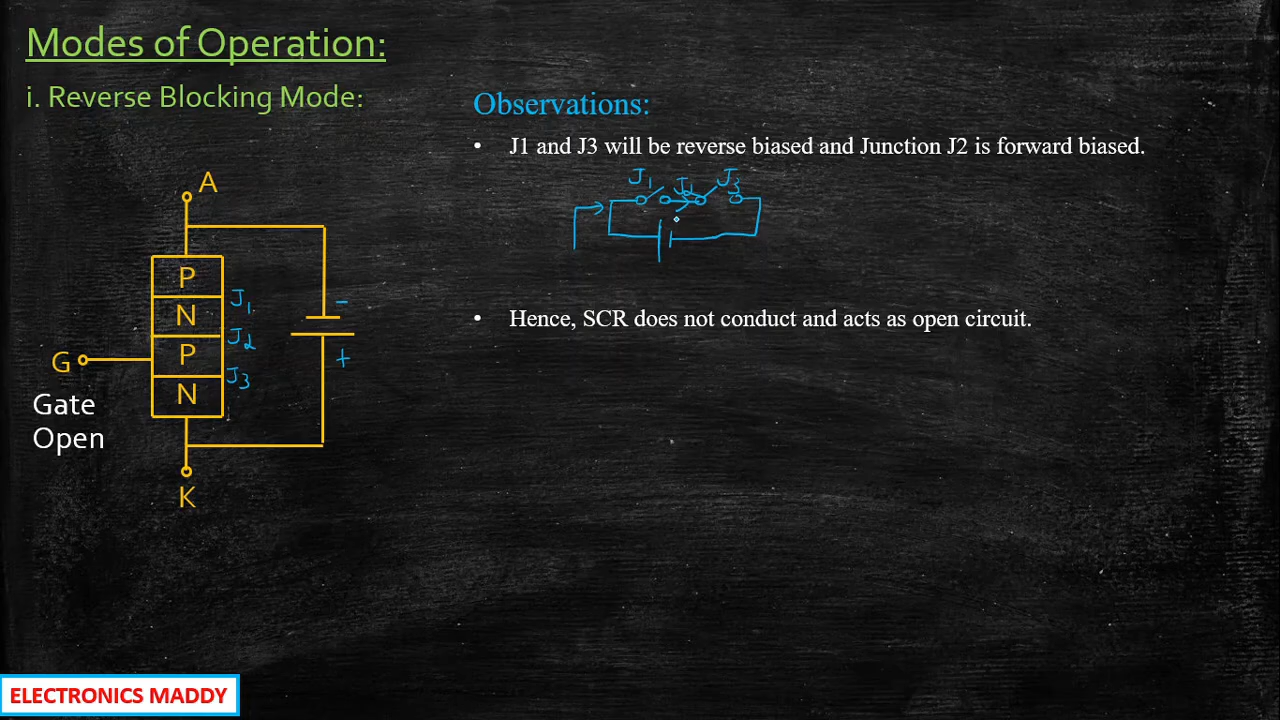 Modes of Operation:
i. Reverse Blocking Mode:
Observations:
• J1 and J3 will be reverse biased and Junction J2 is forward biased.
J1 J2 J3
• Hence, SCR does not conduct and acts as open circuit.
A
P
J1
N
J2
P
J3
N
-
+
G
Gate
Open
K
ELECTRONICS MADDY